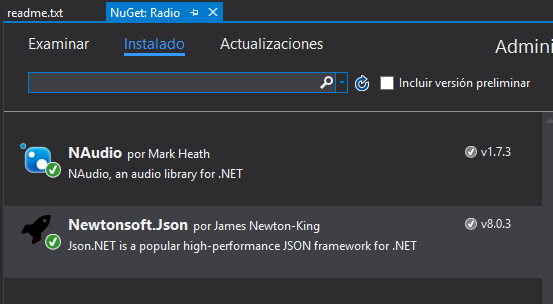 readme.txt
NuGet: Radio
Examinar Instalado Actualizaciones Admini
Incluir versión preliminar
NAudio por Mark Heath v1.7.3
NAudio, an audio library for .NET
Newtonsoft.Json por James Newton-King v8.0.3
Json.NET is a popular high-performance JSON framework for .NET